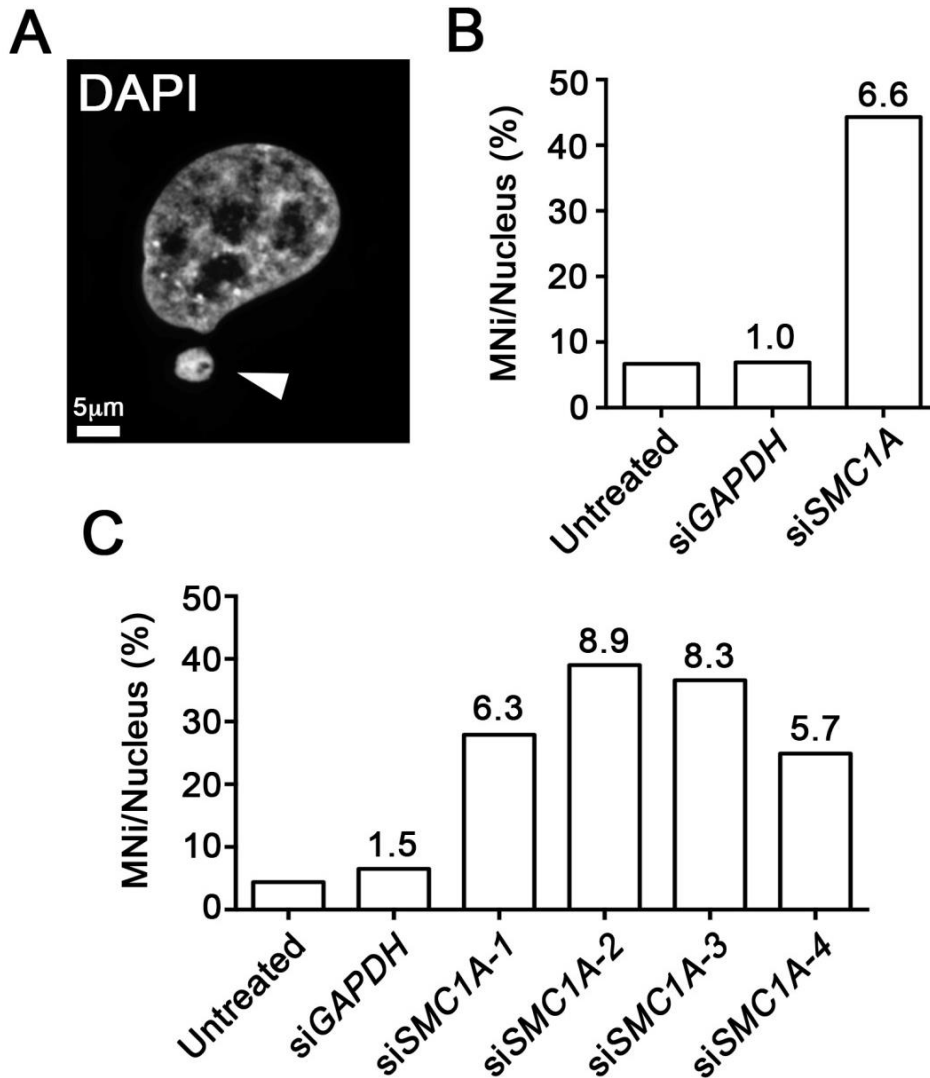 A
DAPI
5μm
B
MNi/Nucleus (%)
50
40
30
20
10
0
1.0
6.6
Untreated
siGAPDH
siSMC1A
C
MNi/Nucleus (%)
50
40
30
20
10
0
1.5
6.3
8.9
8.3
5.7
Untreated
siGAPDH
siSMC1A-1
siSMC1A-2
siSMC1A-3
siSMC1A-4